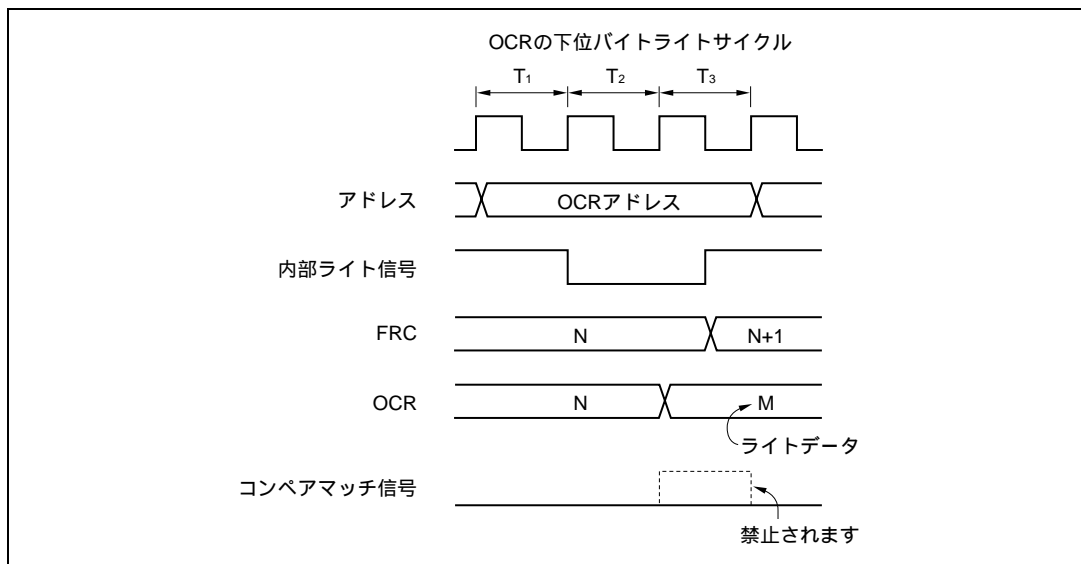 OCRの下位バイトライトサイクル
T1 T2 T3
アドレス OCRアドレス
内部ライト信号
FRC N N+1
OCR N M
ライトデータ
コンペアマッチ信号
禁止されます